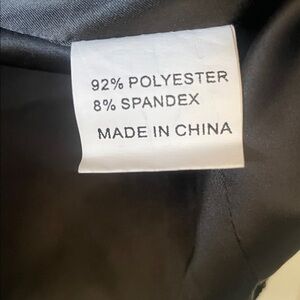 92% POLYESTER
8% SPANDEX
MADE IN CHINA